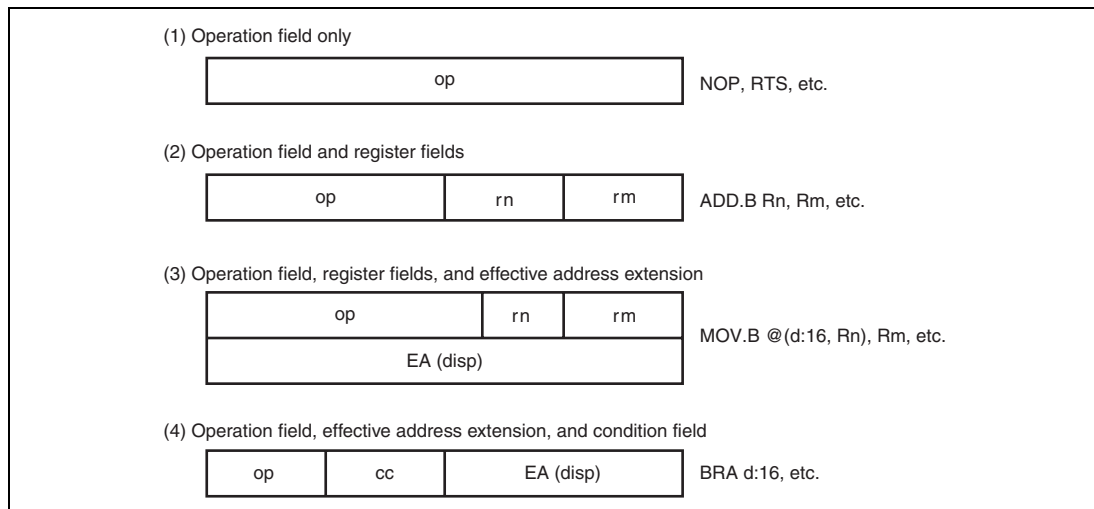 (1) Operation field only
op
NOP, RTS, etc.
(2) Operation field and register fields
op rn rm
ADD.B Rn, Rm, etc.
(3) Operation field, register fields, and effective address extension
op rn rm
MOV.B @(d:16, Rn), Rm, etc.
EA (disp)
(4) Operation field, effective address extension, and condition field
op cc EA (disp)
BRA d:16, etc.